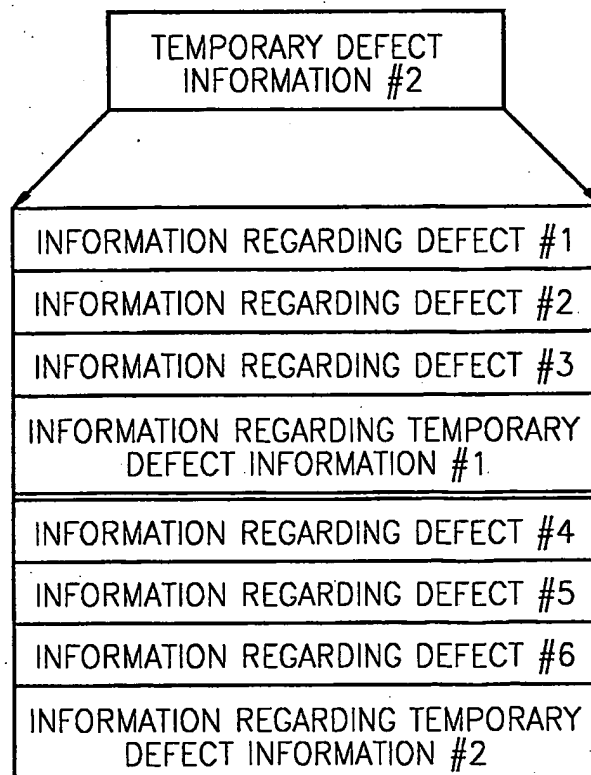 TEMPORARY DEFECT
INFORMATION #2
INFORMATION REGARDING DEFECT #1
INFORMATION REGARDING DEFECT #2
INFORMATION REGARDING DEFECT #3
INFORMATION REGARDING TEMPORARY
DEFECT INFORMATION #1
INFORMATION REGARDING DEFECT #4
INFORMATION REGARDING DEFECT #5
INFORMATION REGARDING DEFECT #6
INFORMATION REGARDING TEMPORARY
DEFECT INFORMATION #2